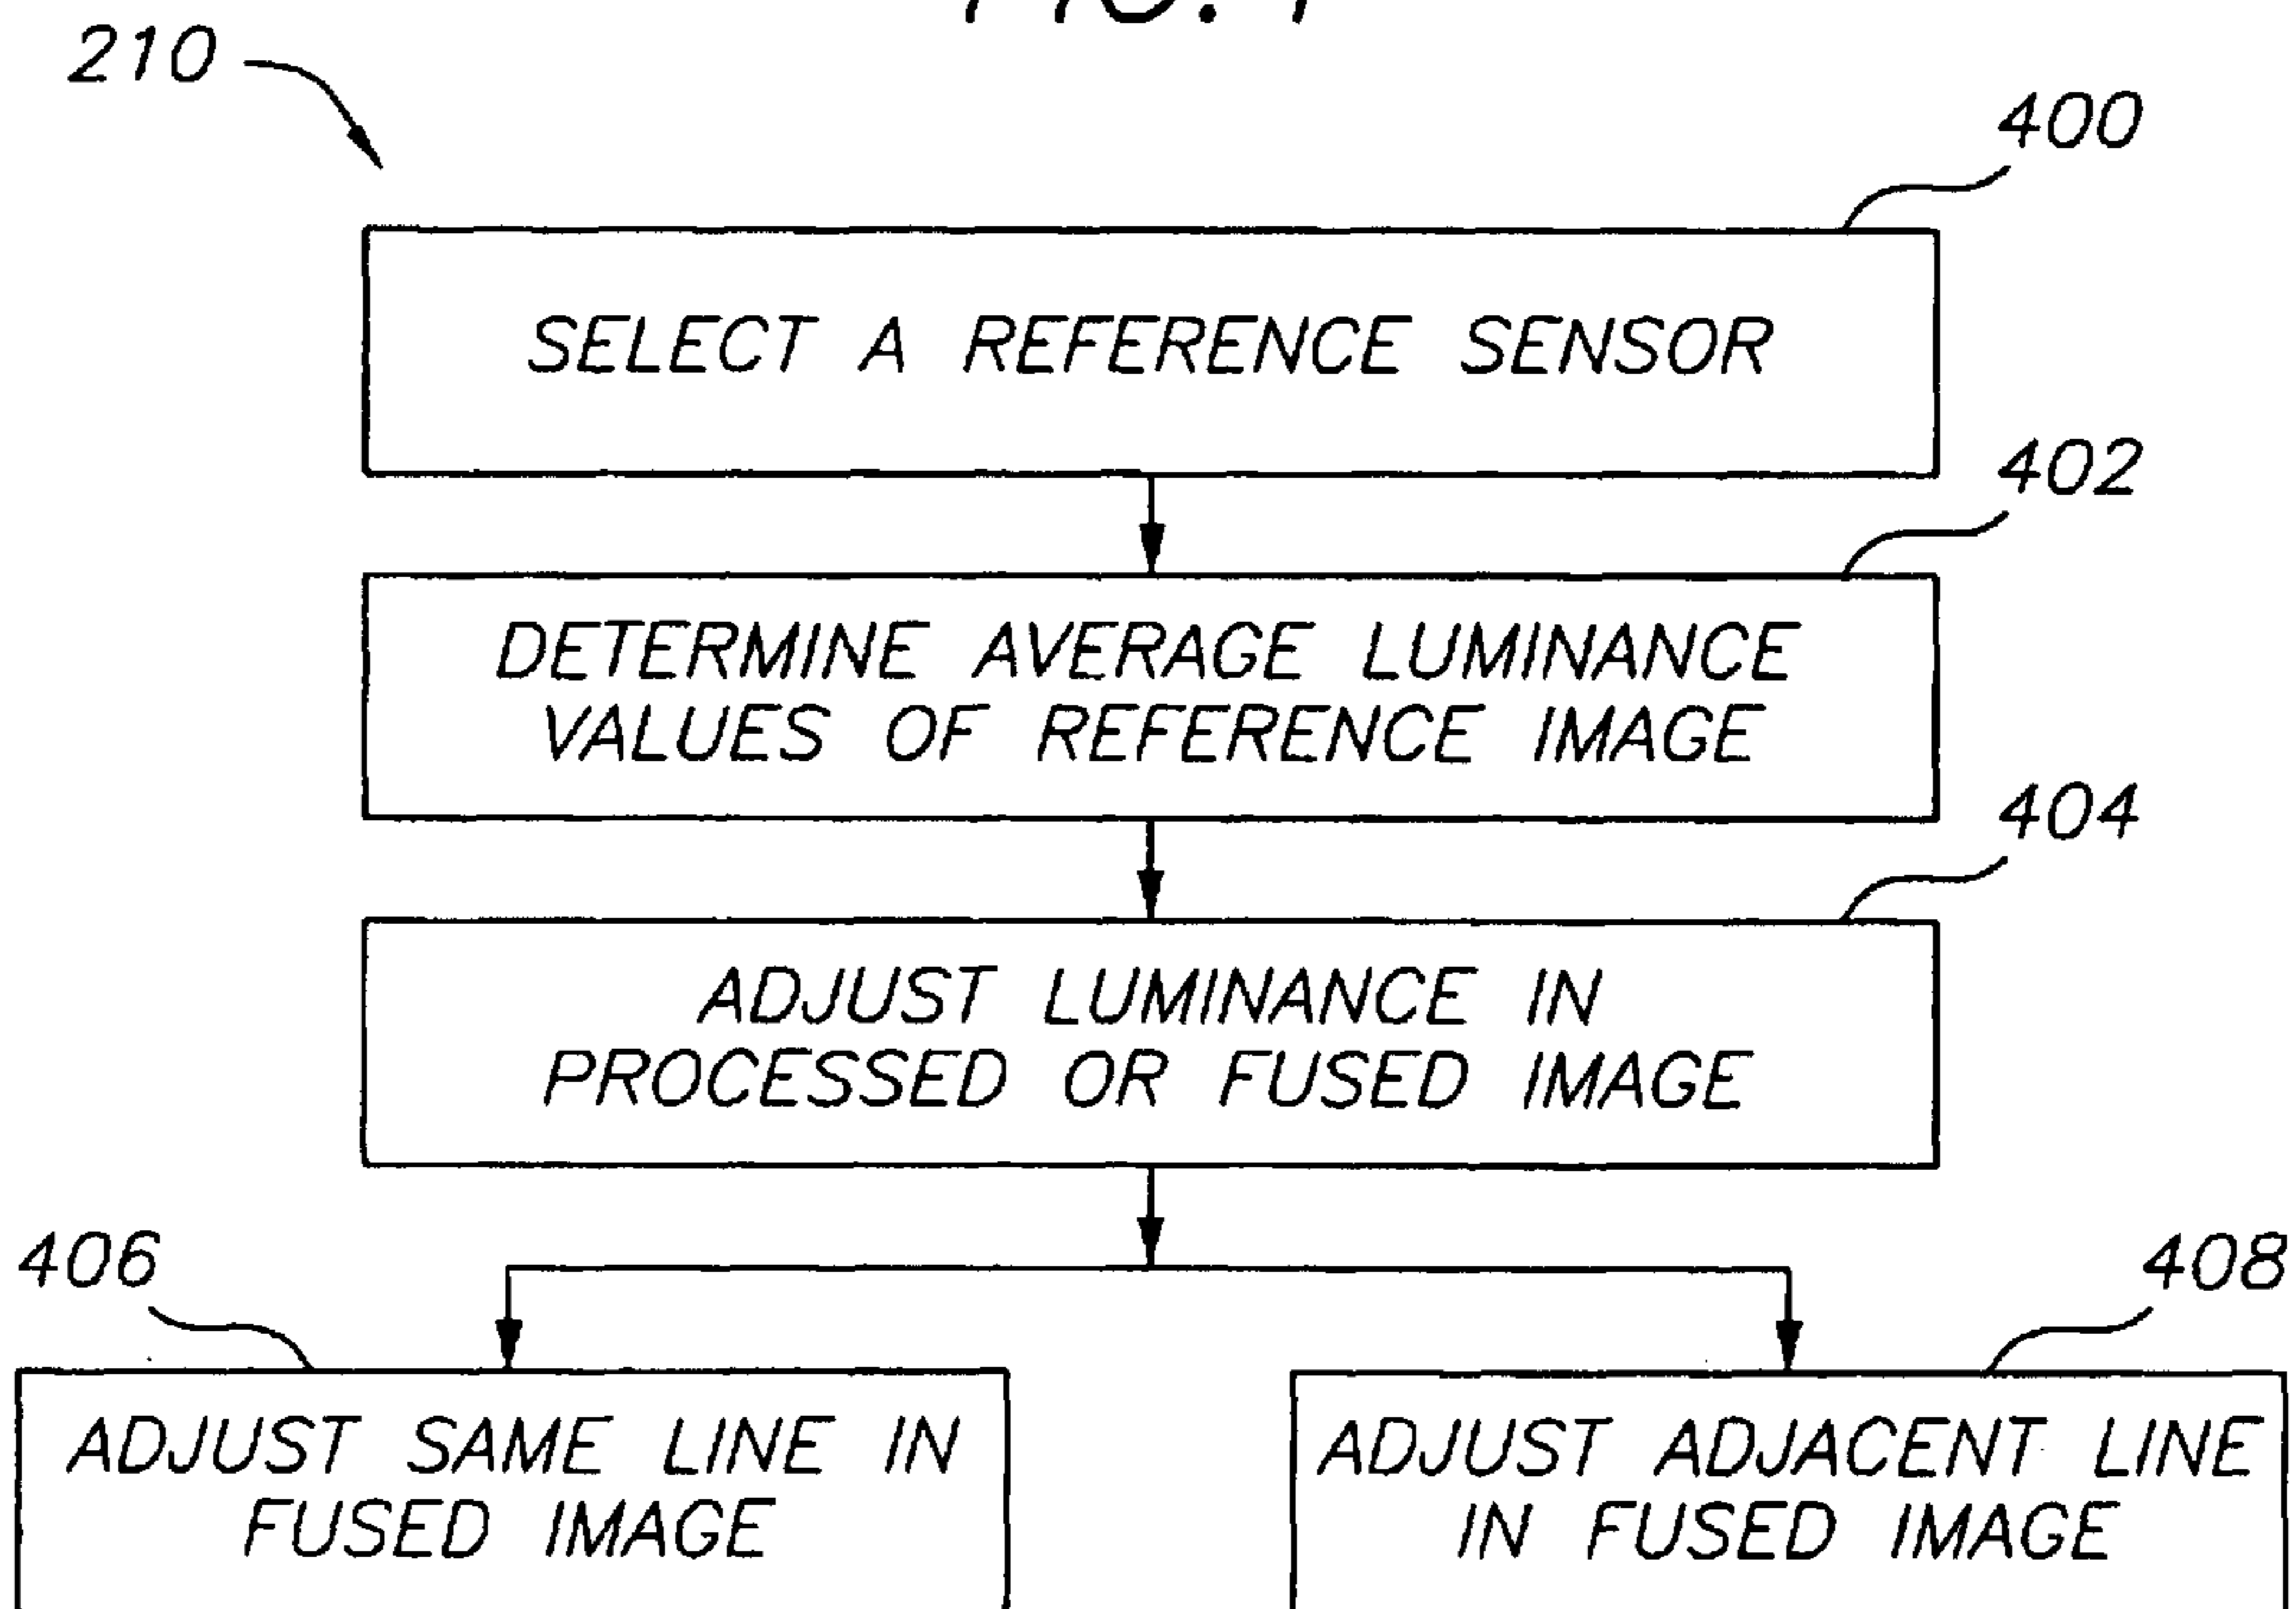 210
400
SELECT A REFERENCE SENSOR
402
DETERMINE AVERAGE LUMINANCE
VALUES OF REFERENCE IMAGE
404
ADJUST LUMINANCE IN
PROCESSED OR FUSED IMAGE
406
408
ADJUST SAME LINE IN
FUSED IMAGE
ADJUST ADJACENT LINE
IN FUSED IMAGE